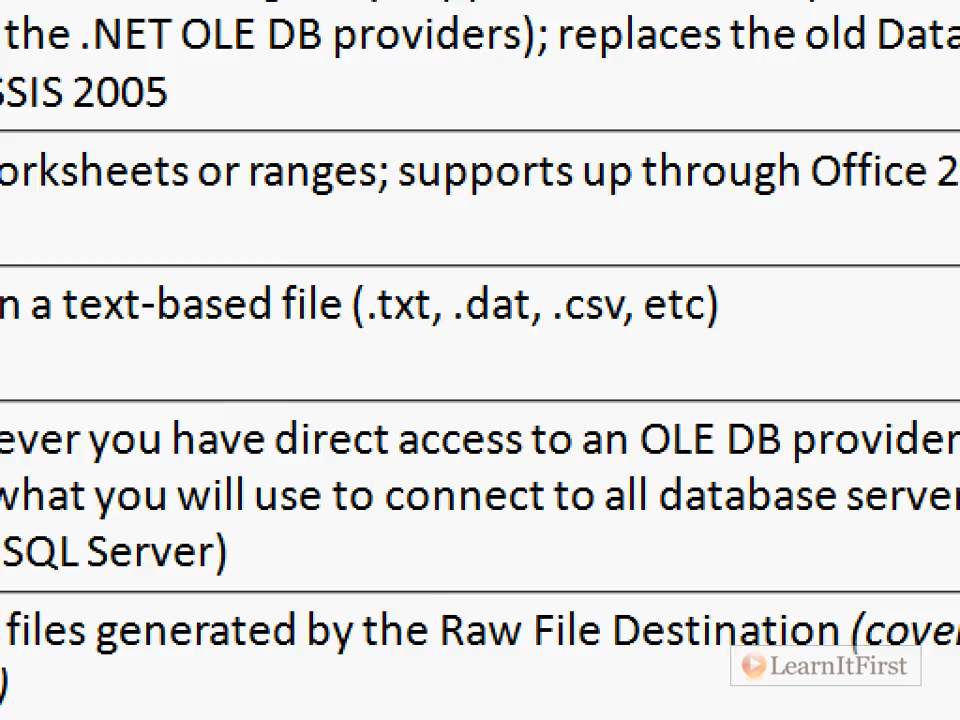 the .NET OLE DB providers); replaces the old Data
SSIS 2005
orksheets or ranges; supports up through Office 2
n a text-based file (.txt, .dat, .csv, etc)
ever you have direct access to an OLE DB provider
what you will use to connect to all database server
SQL Server)
files generated by the Raw File Destination (cove
)
LearnItFirst